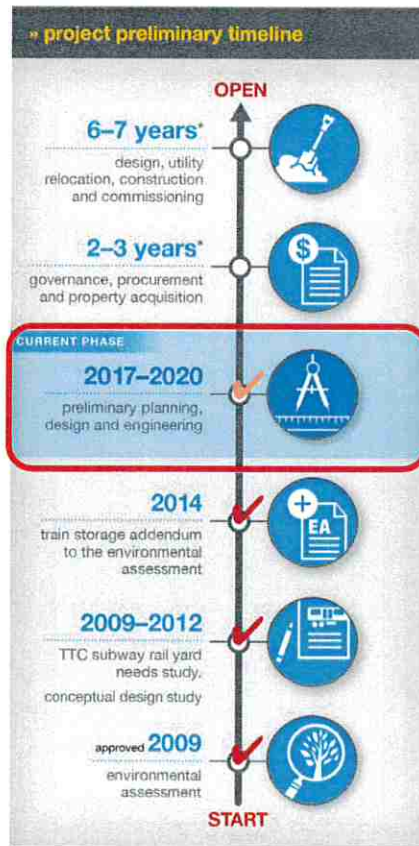 » project preliminary timeline
OPEN
6–7 years*
design, utility
relocation, construction
and commissioning
2–3 years*
$
governance, procurement
and property acquisition
CURRENT PHASE
2017–2020
preliminary planning,
design and engineering
2014
train storage addendum
to the environmental
assessment
+
EA
2009–2012
TTC subway rail yard
needs study,
conceptual design study
approved 2009
environmental
assessment
START